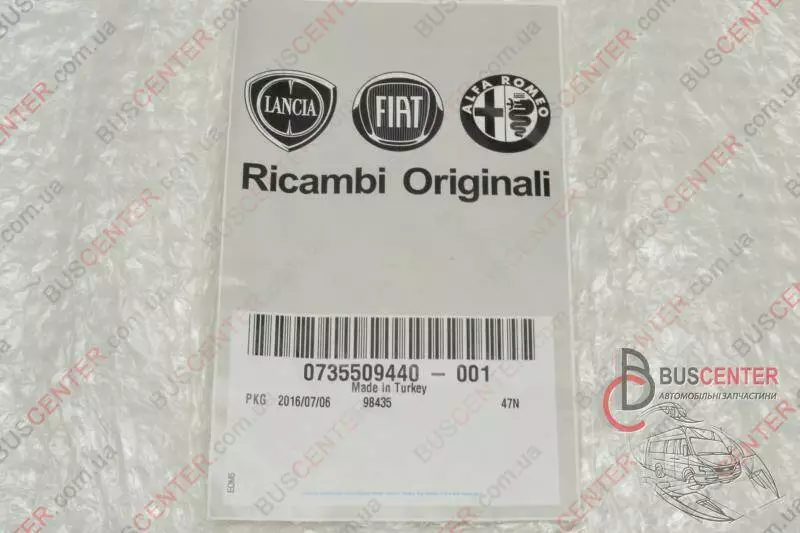 LANCIA
FIAT
ALFA ROMEO
Ricambi Originali
0735509440 - 001
Made In Turkey
PKG 2016/07/06 98435 47N
EOM5
BUSCENTER
АВТОМОБІЛЬНІ ЗАПЧАСТИНИ
BUSCENTER.com.ua